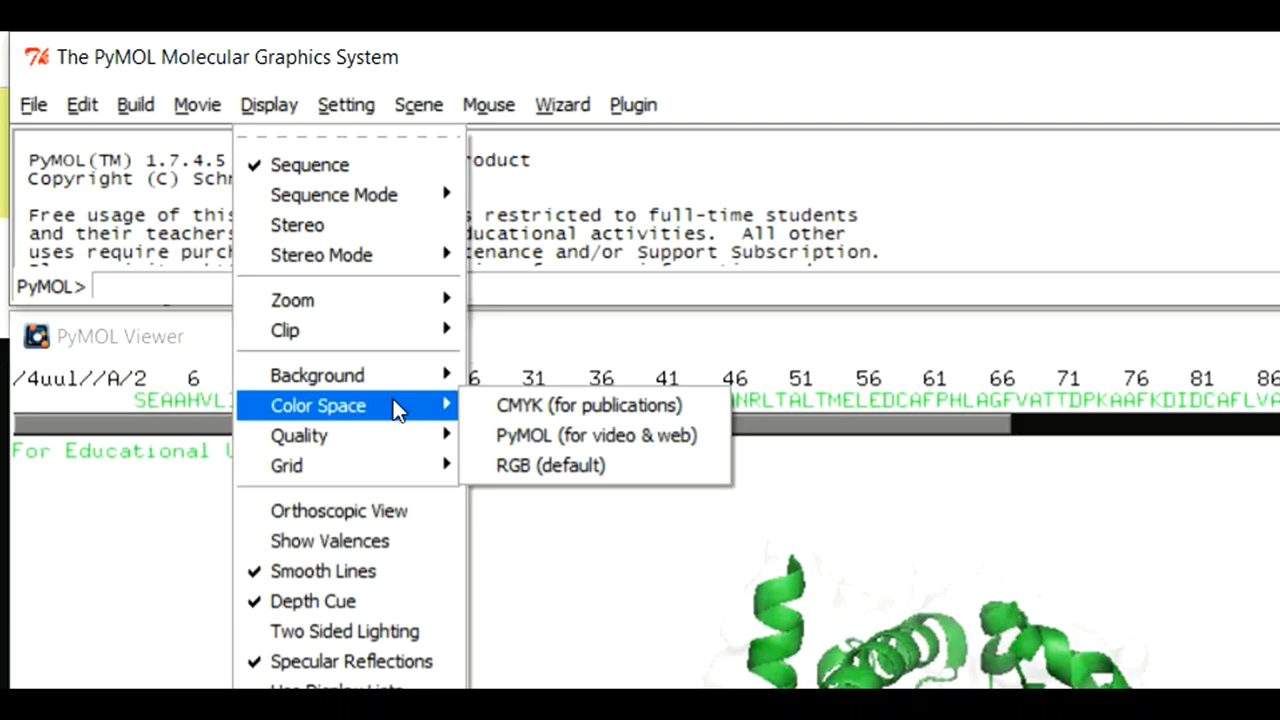 The PyMOL Molecular Graphics System
File Edit Build Movie Display Setting Scene Mouse Wizard Plugin
PyMOL(TM) 1.7.4.5 oduct
Copyright (C) Sch
Free usage of this s restricted to full-time students
and their teachers ducational activities. All other
uses require purch tenance and/or Support Subscription.
PyMOL>
PyMOL Viewer
/4uul//A/2 6 6 31 36 41 46 51 56 61 66 71 76 81 86
SEAAHVLI NRLTALTMELEDCAFPHLAGFVATTDPKAAFKDIDCAFLVA
For Educational U
Sequence
Sequence Mode
Stereo
Stereo Mode
Zoom
Clip
Background
Color Space
Quality
Grid
Orthoscopic View
Show Valences
Smooth Lines
Depth Cue
Two Sided Lighting
Specular Reflections
CMYK (for publications)
PyMOL (for video & web)
RGB (default)